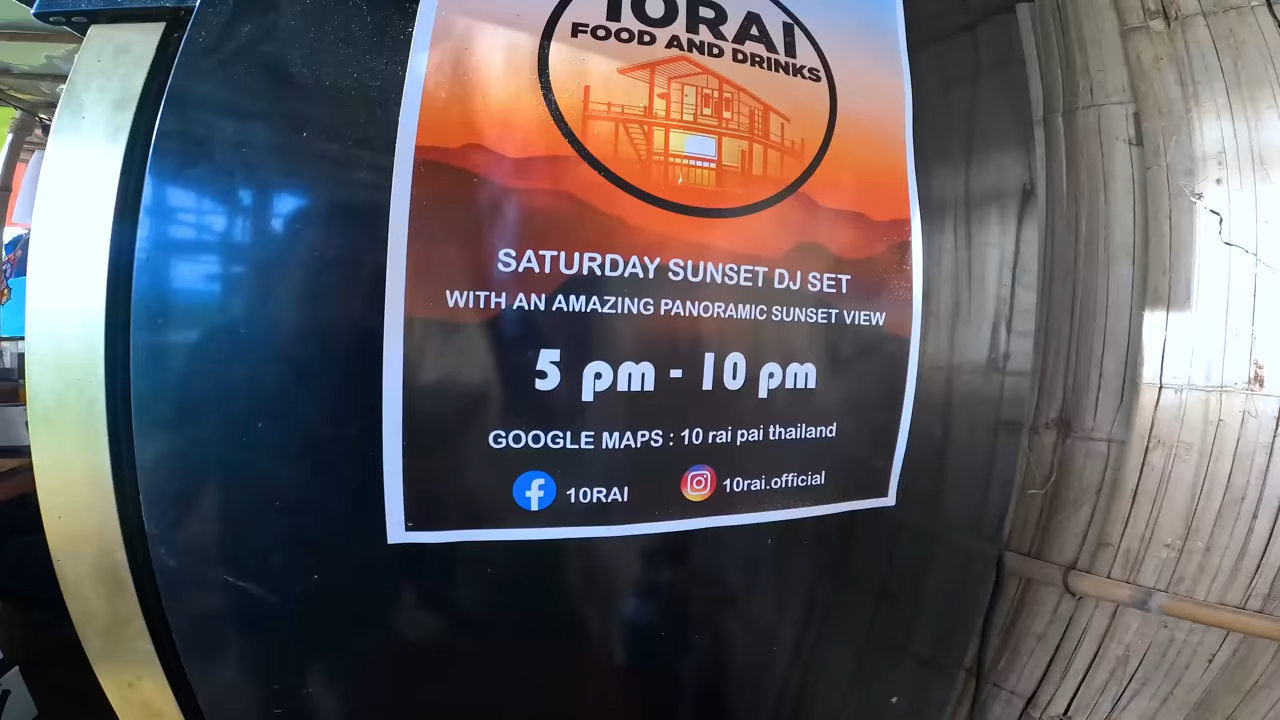 10RAI
FOOD AND DRINKS
SATURDAY SUNSET DJ SET
WITH AN AMAZING PANORAMIC SUNSET VIEW
5 pm - 10 pm
GOOGLE MAPS : 10 rai pai thailand
10RAI 10rai.official